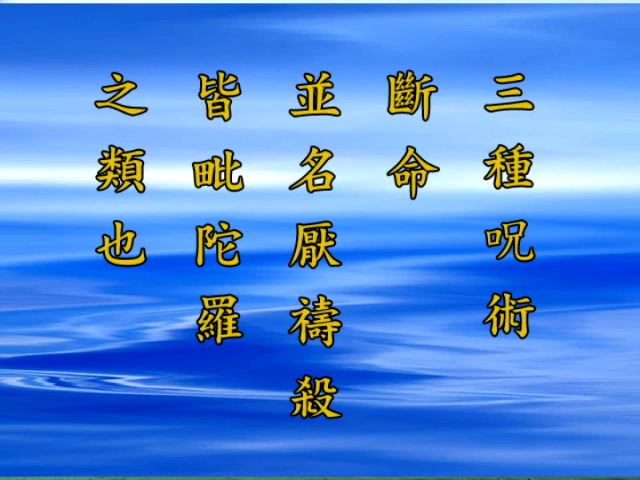 三種呪術
斷命
並名厭禱殺
皆毗陀羅
之類也